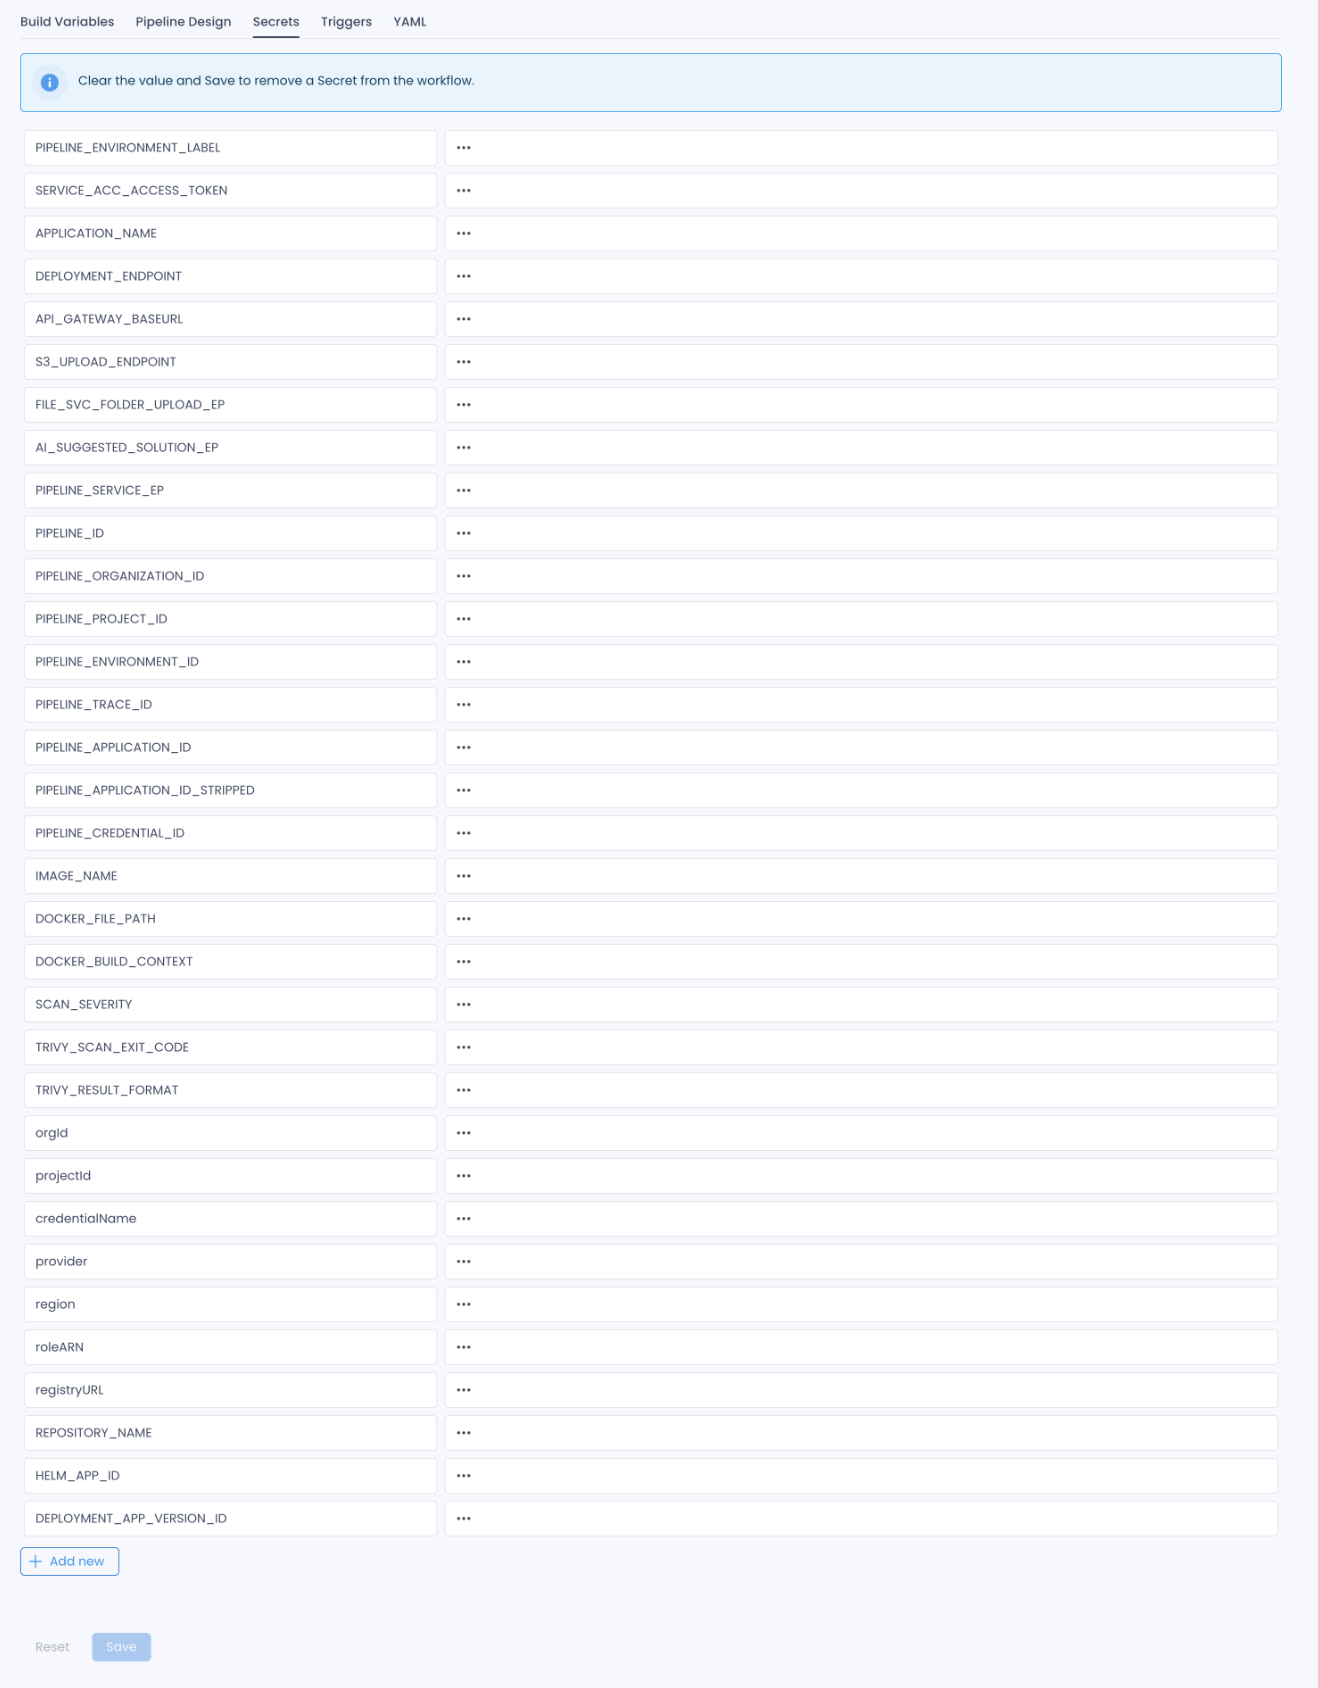 Build Variables Pipeline Design Secrets Triggers YAML
Clear the value and Save to remove a Secret from the workflow.
PIPELINE_ENVIRONMENT_LABEL •••
SERVICE_ACC_ACCESS_TOKEN •••
APPLICATION_NAME •••
DEPLOYMENT_ENDPOINT •••
API_GATEWAY_BASEURL •••
S3_UPLOAD_ENDPOINT •••
FILE_SVC_FOLDER_UPLOAD_EP •••
AI_SUGGESTED_SOLUTION_EP •••
PIPELINE_SERVICE_EP •••
PIPELINE_ID •••
PIPELINE_ORGANIZATION_ID •••
PIPELINE_PROJECT_ID •••
PIPELINE_ENVIRONMENT_ID •••
PIPELINE_TRACE_ID •••
PIPELINE_APPLICATION_ID •••
PIPELINE_APPLICATION_ID_STRIPPED •••
PIPELINE_CREDENTIAL_ID •••
IMAGE_NAME •••
DOCKER_FILE_PATH •••
DOCKER_BUILD_CONTEXT •••
SCAN_SEVERITY •••
TRIVY_SCAN_EXIT_CODE •••
TRIVY_RESULT_FORMAT •••
orgId •••
projectId •••
credentialName •••
provider •••
region •••
roleARN •••
registryURL •••
REPOSITORY_NAME •••
HELM_APP_ID •••
DEPLOYMENT_APP_VERSION_ID •••
+ Add new
Reset Save